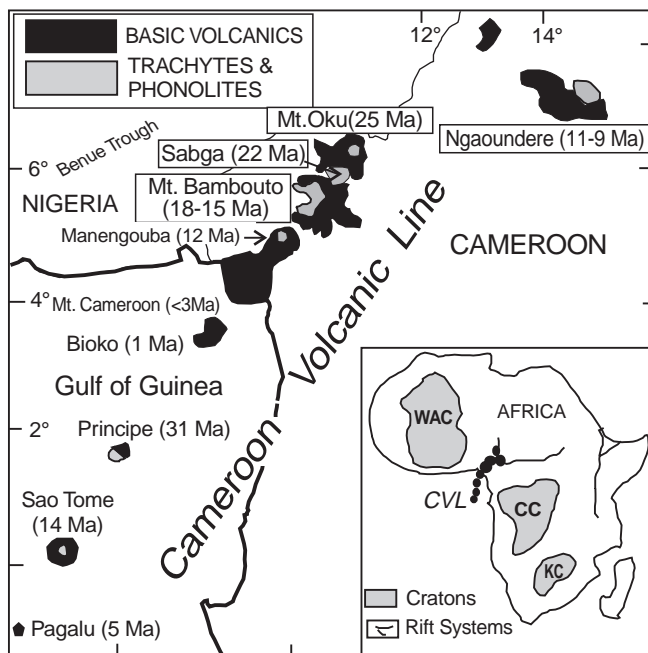 BASIC VOLCANICS
TRACHYTES &
PHONOLITES
12°
14°
Mt.Oku(25 Ma)
Ngaoundere (11-9 Ma)
Benue Trough
Sabga (22 Ma)
6°
Mt. Bambouto
(18-15 Ma)
NIGERIA
Manengouba (12 Ma)
CAMEROON
4°
Mt. Cameroon (<3Ma)
Bioko (1 Ma)
Gulf of Guinea
2°
Principe (31 Ma)
Sao Tome
(14 Ma)
Pagalu (5 Ma)
Cameroon Volcanic Line
AFRICA
WAC
CVL
CC
KC
Cratons
Rift Systems